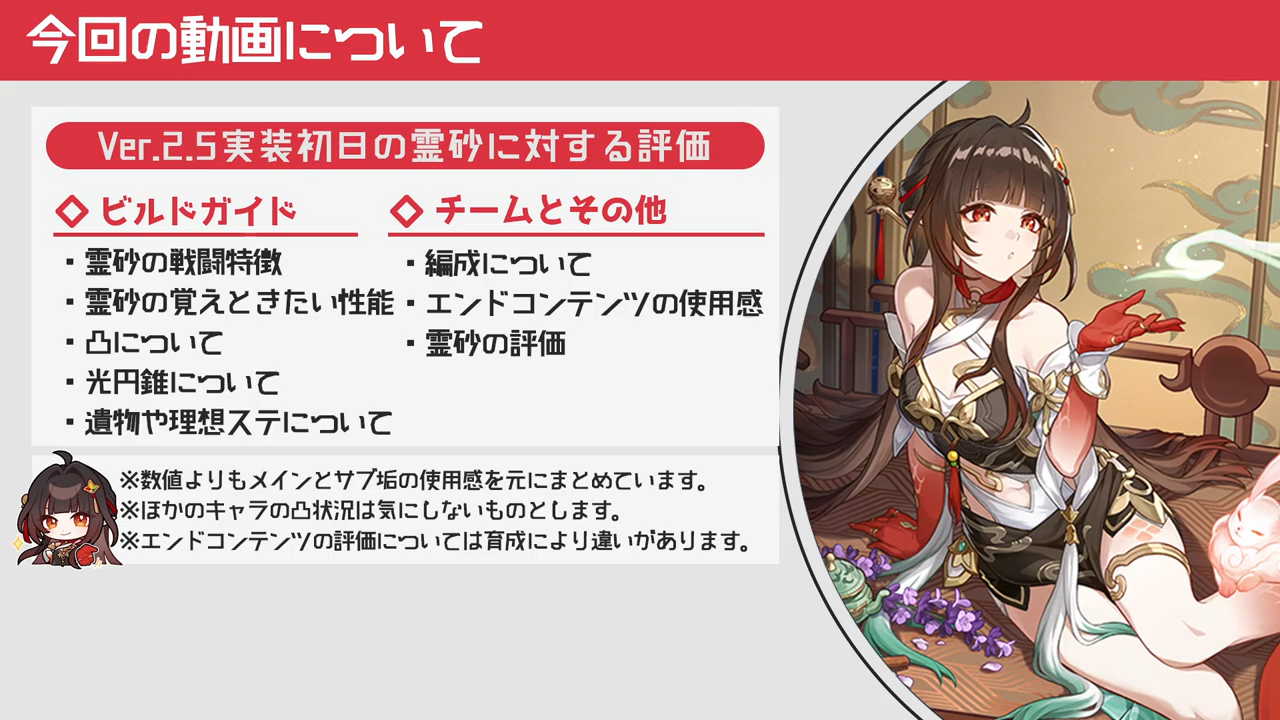 今回の動画について
Ver.2.5実装初日の霊砂に対する評価
◇ ビルドガイド
・霊砂の戦闘特徴
・霊砂の覚えときたい性能
・凸について
・光円錐について
・遺物や理想ステについて
◇ チームとその他
・編成について
・エンドコンテンツの使用感
・霊砂の評価
※数値よりもメインとサブ垢の使用感を元にまとめています。
※ほかのキャラの凸状況は気にしないものとします。
※エンドコンテンツの評価については育成により違いがあります。